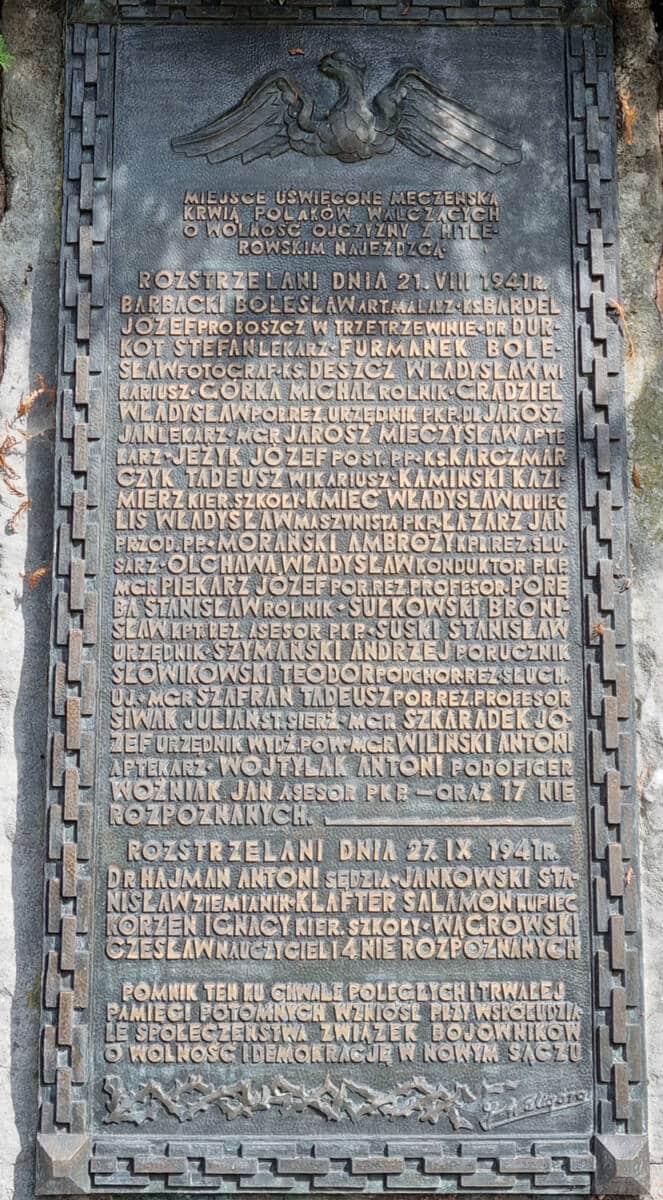 MIEJSCE UŚWIĘCONE MĘCZEŃSKĄ
KRWIĄ POLAKÓW WALCZĄCYCH
O WOLNOŚĆ OJCZYZNY Z HITLE-
ROWSKIM NAJEŹDZCĄ·
ROZSTRZELANI DNIA 21.VIII 1941R.
BARBACKI BOLESŁAW ART.MALARZ·KS.BARDEL
JÓZEF PROBOSZCZ W TRZETRZEWINIE·DR DUR-
KOT STEFAN LEKARZ·FURMANEK BOLE-
SŁAW FOTOGRAF·KS.DESZCZ WŁADYSŁAW WI
KARIUSZ·GÓRKA MICHAŁ ROLNIK·GRĄDZIEL
WŁADYSŁAW POR.REZ.URZĘDNIK PKP·DR.JAROSZ
JAN LEKARZ·MGR JAROSZ MIECZYSŁAW APTE
KARZ·JEŻYK JÓZEF POST.PP·KS.KARCZMAR
CZYK TADEUSZ WIKARIUSZ·KAMIŃSKI KAZI
MIERZ KIER.SZKOŁY·KMIEĆ WŁADYSŁAW KUPIEC
LIS WŁADYSŁAW MASZYNISTA PKP·ŁAZARZ JAN
PRZOD.PP·MORAŃSKI AMBROŻY KPL.REZ.ŚLU-
SARZ·OLCHAWA WŁADYSŁAW KONDUKTOR PKP.
MGR PIEKARZ JÓZEF POR.REZ.PROFESOR·PORĘ
BA STANISŁAW ROLNIK·SUŁKOWSKI BRONI-
SŁAW KPT.REZ.ASESOR PKP.·SUSKI STANISŁAW
URZĘDNIK·SZYMAŃSKI ANDRZEJ PORUCZNIK
SŁOWIKOWSKI TEODOR PODCHOR.REZ.SŁUCH.
UJ.·MGR SZAFRAN TADEUSZ POR.REZ.PROFESOR
SIWAK JULIAN ST.SIERŻ·MGR SZKARADEK JÓ-
ZEF URZĘDNIK WYDZ.POW.·MGR WILIŃSKI ANTONI
APTEKARZ·WOJTYLAK ANTONI PODOFICER
WOŹNIAK JAN ASESOR PKP.—ORAZ 17 NIE
ROZPOZNANYCH.
ROZSTRZELANI DNIA 27.IX 1941R.
DR HAJMAN ANTONI SĘDZIA·JANKOWSKI STA-
NISŁAW ZIEMIANIK·KLAFTER SALAMON KUPIEC
KORZEŃ IGNACY KIER.SZKOŁY·WĄGROWSKI
CZESŁAW NAUCZYCIEL I 4 NIE ROZPOZNANYCH
POMNIK TEN KU CHWALE POLEGŁYCH I TRWAŁEJ
PAMIĘCI POTOMNYCH WZNIÓSŁ PRZY WSPÓŁUDZIA-
LE SPOŁECZEŃSTWA ZWIĄZEK BOJOWNIKÓW
O WOLNOŚĆ I DEMOKRACJĘ W NOWYM SĄCZU